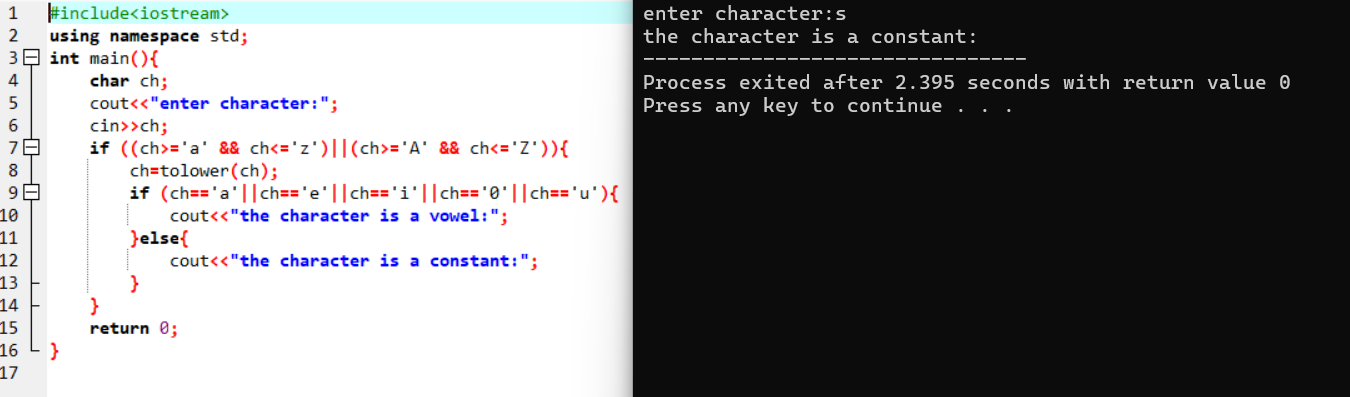 1 #include<iostream>
2 using namespace std;
3 int main(){
4     char ch;
5     cout<<"enter character:";
6     cin>>ch;
7     if ((ch>='a' && ch<='z')||(ch>='A' && ch<='Z')){
8         ch=tolower(ch);
9         if (ch=='a'||ch=='e'||ch=='i'||ch=='0'||ch=='u'){
10             cout<<"the character is a vowel:";
11         }else{
12             cout<<"the character is a constant:";
13         }
14     }
15     return 0;
16 }
17
enter character:s
the character is a constant:
--------------------------------
Process exited after 2.395 seconds with return value 0
Press any key to continue . . .